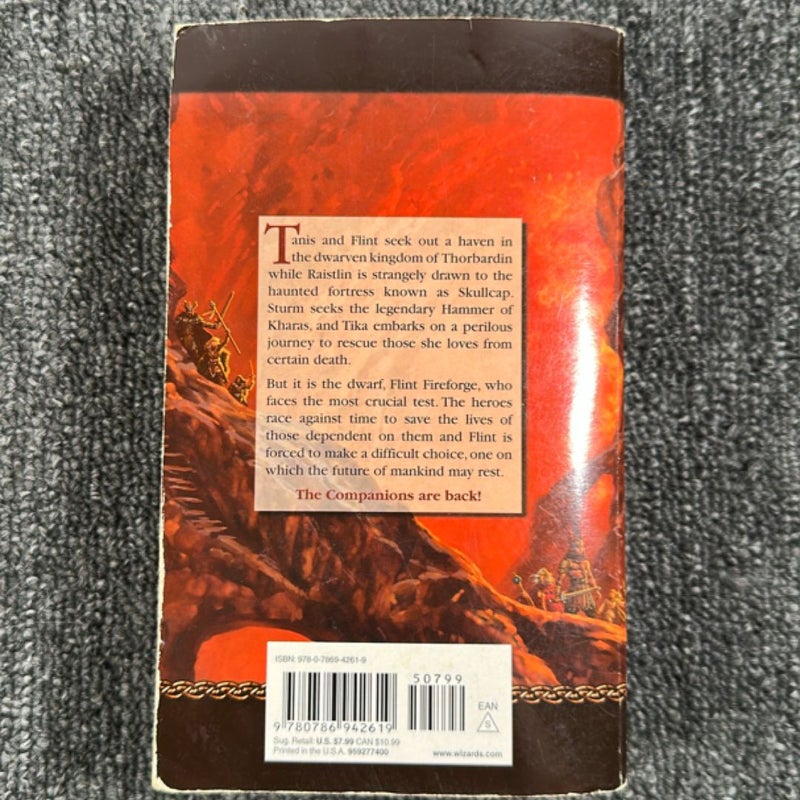 Tanis and Flint seek out a haven in
the dwarven kingdom of Thorbardin
while Raistlin is strangely drawn to the
haunted fortress known as Skullcap.
Sturm seeks the legendary Hammer of
Kharas, and Tika embarks on a perilous
journey to rescue those she loves from
certain death.
But it is the dwarf, Flint Fireforge, who
faces the most crucial test. The heroes
race against time to save the lives of
those dependent on them and Flint is
forced to make a difficult choice, one on
which the future of mankind may rest.
The Companions are back!
ISBN: 978-0-7869-4261-9
50799
9 780786 942619
EAN
S
Sug. Retail: U.S. $7.99 CAN $10.99
Printed in the U.S.A. 959277400
www.wizards.com